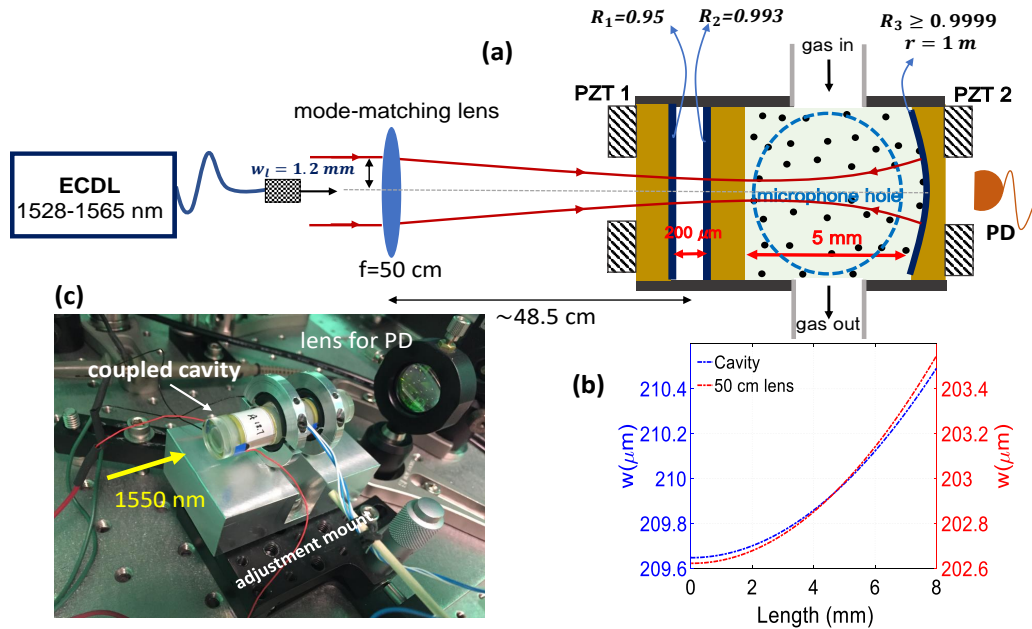 (a)
R₁=0.95
R₂=0.993
R₃ ≥ 0.9999
r = 1 m
gas in
PZT 1
PZT 2
mode-matching lens
w_l = 1.2 mm
ECDL
1528-1565 nm
microphone hole
200 μm
5 mm
PD
f=50 cm
~48.5 cm
gas out
(c)
lens for PD
coupled cavity
1550 nm
adjustment mount
(b)
Cavity
50 cm lens
w(μm)
210.4
210.2
210
209.8
209.6
203.4
203.2
203
202.8
202.6
w(μm)
0
2
4
6
8
Length (mm)